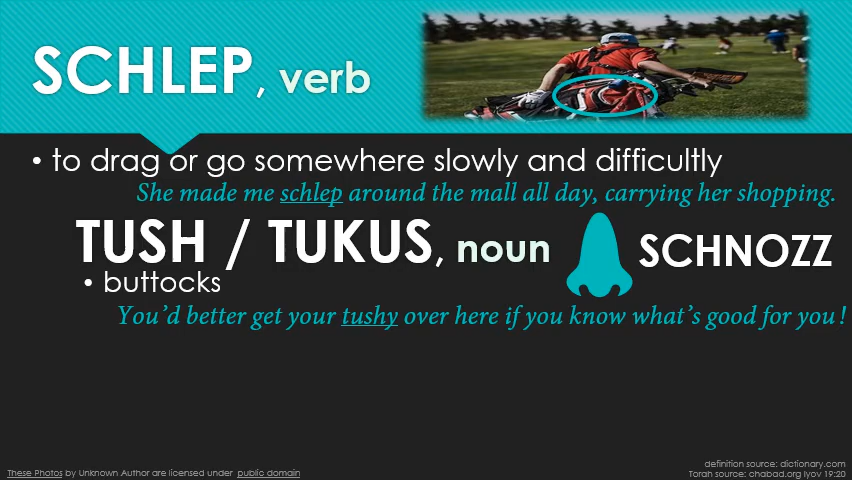 SCHLEP, verb
• to drag or go somewhere slowly and difficultly
She made me schlep around the mall all day, carrying her shopping.
TUSH / TUKUS, noun
SCHNOZZ
• buttocks
You'd better get your tushy over here if you know what's good for you!
definition source: dictionary.com
These Photos by Unknown Author are licensed under public domain
Torah source: chabad.org Iyov 19:20